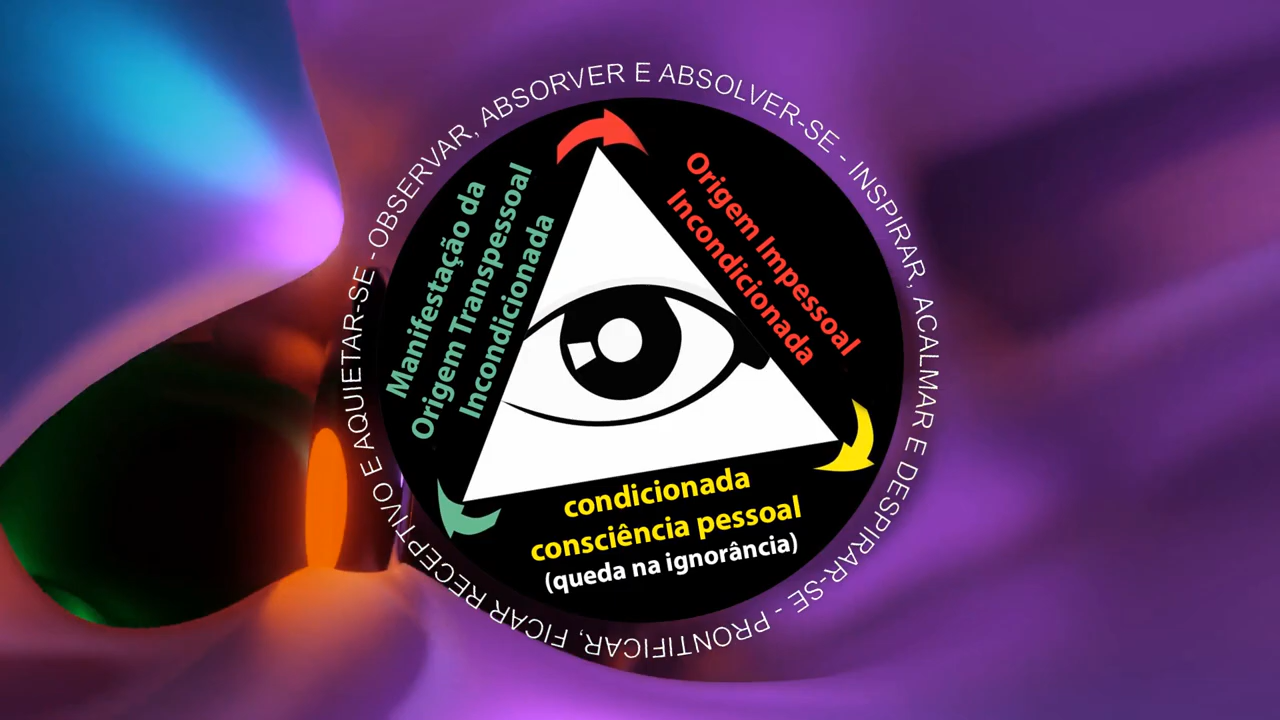 OBSERVAR, ABSORVER E ABSOLVER-SE - INSPIRAR, ACALMAR E DESPIRAR-SE - PRONTIFICAR, FICAR RECEPTIVO E AQUIETAR-SE -
Manifestação da
Origem Transpessoal
Incondicionada
Origem Impessoal
Incondicionada
condicionada
consciência pessoal
(queda na ignorância)